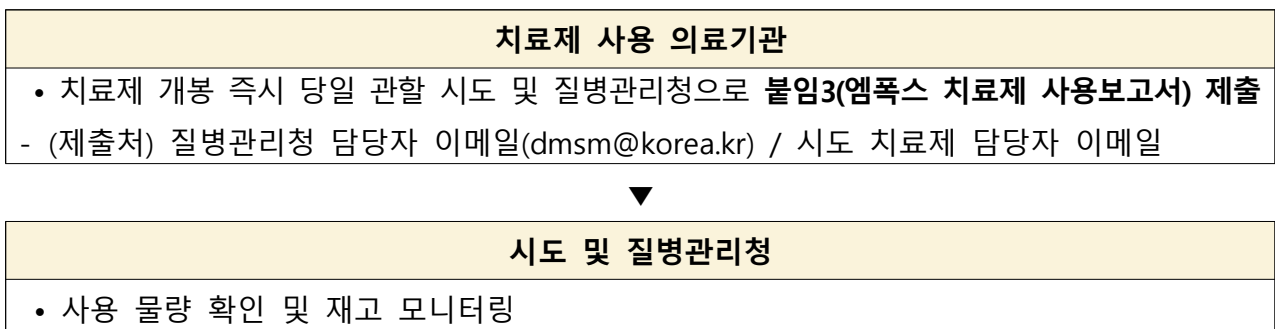 치료제 사용 의료기관
• 치료제 개봉 즉시 당일 관할 시도 및 질병관리청으로 붙임3(엠폭스 치료제 사용보고서) 제출
- (제출처) 질병관리청 담당자 이메일(dmsm@korea.kr) / 시도 치료제 담당자 이메일
▼
시도 및 질병관리청
• 사용 물량 확인 및 재고 모니터링